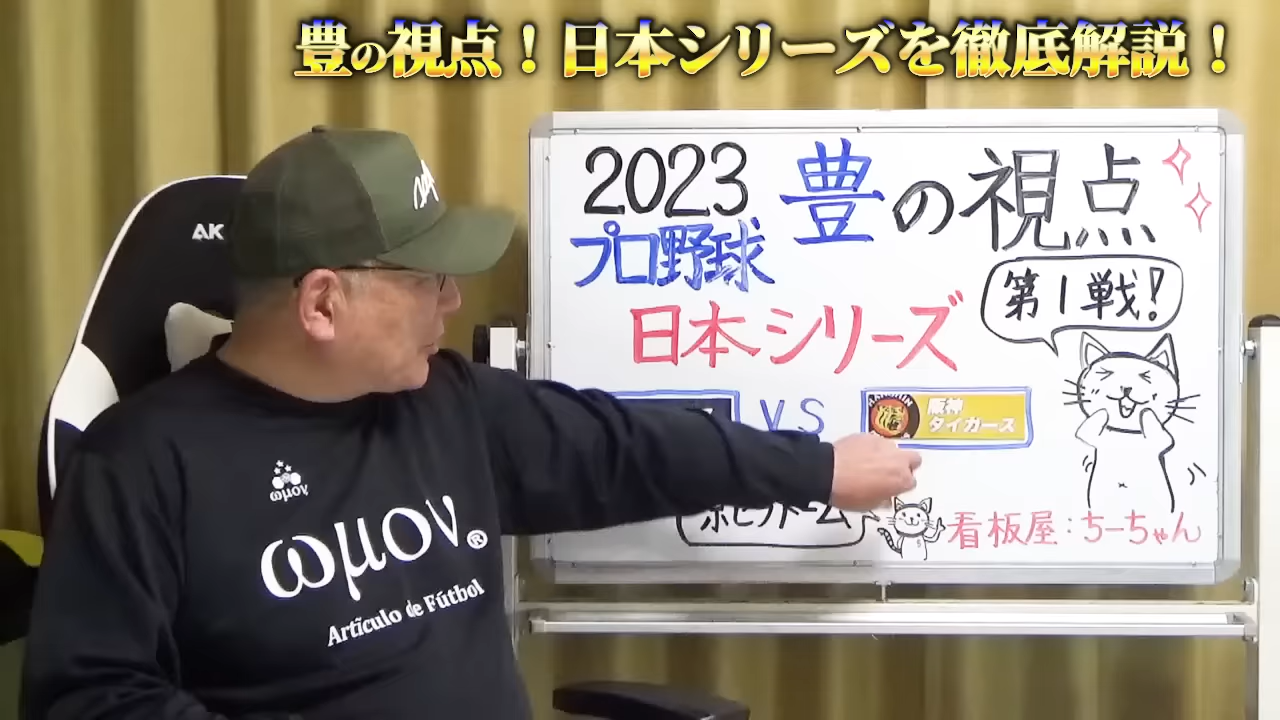 豊の視点！日本シリーズを徹底解説！
2023
豊の視点
プロ野球
日本シリーズ
第1戦!
VS
阪神
タイガース
看板屋:ちーちゃん
AK
ωμον
ωμον®
Artículo de Fútbol